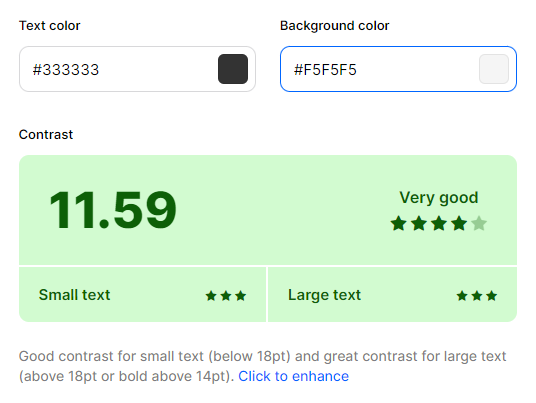 Text color
Background color
#333333
#F5F5F5
Contrast
11.59
Very good
Small text
Large text
Good contrast for small text (below 18pt) and great contrast for large text
(above 18pt or bold above 14pt). Click to enhance